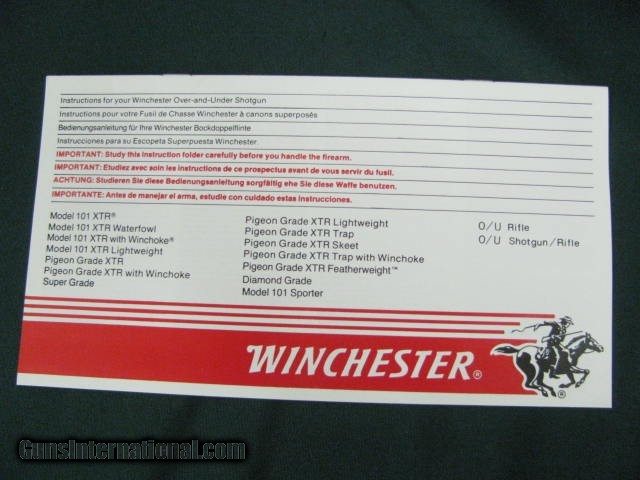 Instructions for your Winchester Over-and-Under Shotgun
Instructions pour votre Fusil de Chasse Winchester à canons superposés
Bedienungsanleitung für Ihre Winchester Bockdoppelflinte
Instrucciones para su Escopeta Superpuesta Winchester.
IMPORTANT: Study this instruction folder carefully before you handle the firearm.
IMPORTANT: Etudiez avec soin les instructions de ce prospectus avant de vous servir du fusil.
ACHTUNG: Studieren Sie diese Bedienungsanleitung sorgfältig ehe Sie diese Waffe benutzen.
IMPORTANTE: Antes de manejar el arma, estudie con cuidado estas instrucciones.
Model 101 XTR®
Model 101 XTR Waterfowl
Model 101 XTR with Winchoke®
Model 101 XTR Lightweight
Pigeon Grade XTR
Pigeon Grade XTR with Winchoke
Super Grade
Pigeon Grade XTR Lightweight
Pigeon Grade XTR Trap
Pigeon Grade XTR Skeet
Pigeon Grade XTR Trap with Winchoke
Pigeon Grade XTR Featherweight™
Diamond Grade
Model 101 Sporter
O/U Rifle
O/U Shotgun/Rifle
WINCHESTER®
®
GunsInternational.com